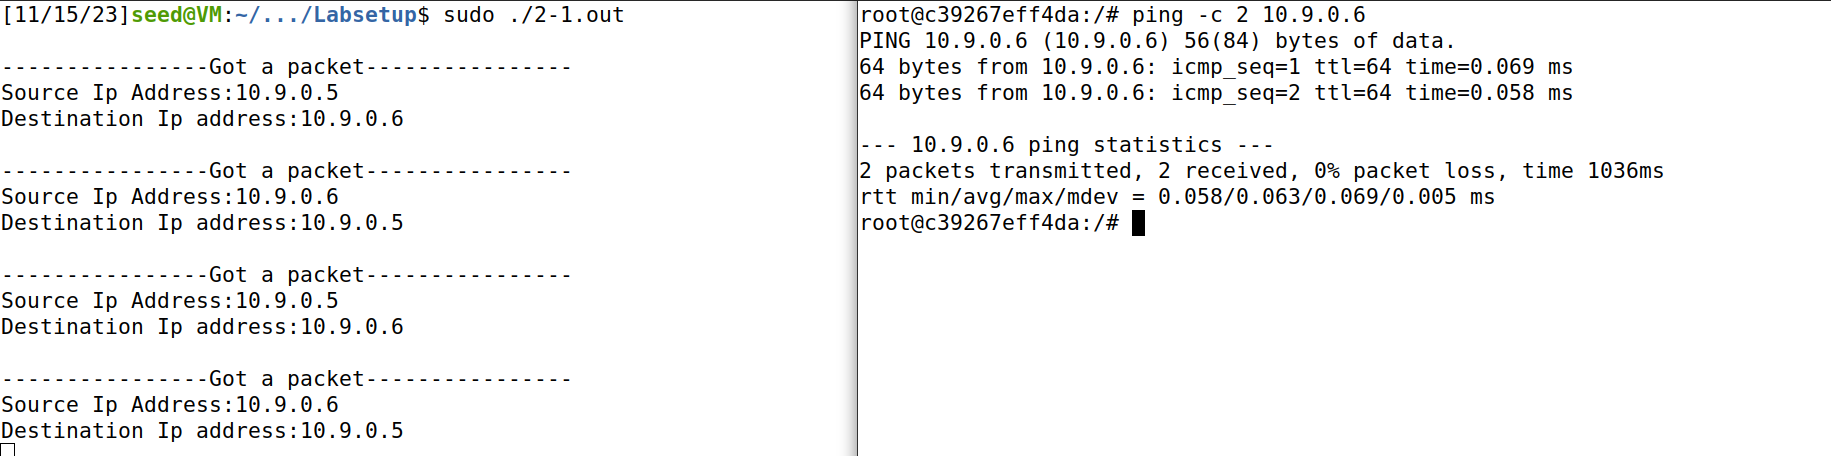 [11/15/23]seed@VM:~/.../Labsetup$ sudo ./2-1.out
----------------Got a packet----------------
Source Ip Address:10.9.0.5
Destination Ip address:10.9.0.6
----------------Got a packet----------------
Source Ip Address:10.9.0.6
Destination Ip address:10.9.0.5
----------------Got a packet----------------
Source Ip Address:10.9.0.5
Destination Ip address:10.9.0.6
----------------Got a packet----------------
Source Ip Address:10.9.0.6
Destination Ip address:10.9.0.5
root@c39267eff4da:/# ping -c 2 10.9.0.6
PING 10.9.0.6 (10.9.0.6) 56(84) bytes of data.
64 bytes from 10.9.0.6: icmp_seq=1 ttl=64 time=0.069 ms
64 bytes from 10.9.0.6: icmp_seq=2 ttl=64 time=0.058 ms
--- 10.9.0.6 ping statistics ---
2 packets transmitted, 2 received, 0% packet loss, time 1036ms
rtt min/avg/max/mdev = 0.058/0.063/0.069/0.005 ms
root@c39267eff4da:/#